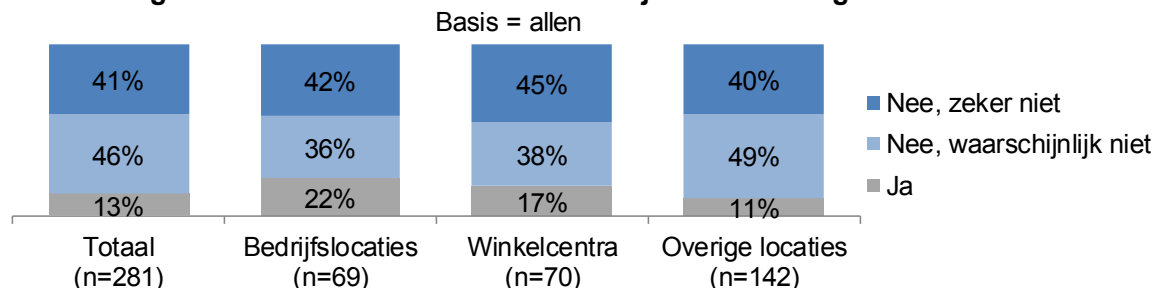 Basis = allen
41% 42% 45% 40%
46% 36% 38% 49%
13% 22% 17% 11%
Nee, zeker niet
Nee, waarschijnlijk niet
Ja
Totaal Bedrijfslocaties Winkelcentra Overige locaties
(n=281) (n=69) (n=70) (n=142)